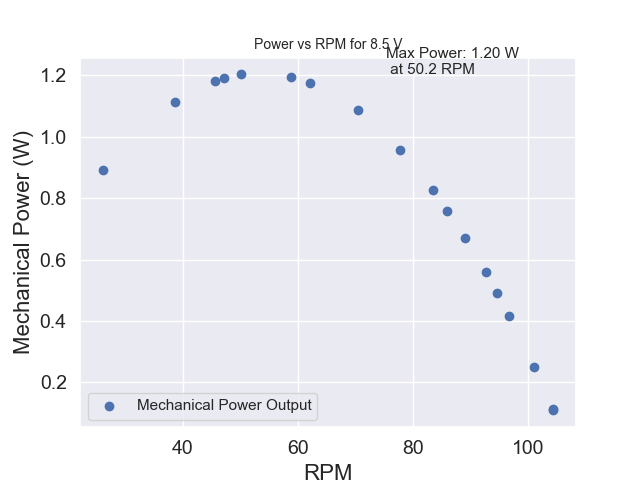 Power vs RPM for 8.5 V
Max Power: 1.20 W
at 50.2 RPM
Mechanical Power (W)
1.2
1.0
0.8
0.6
0.4
0.2
Mechanical Power Output
40
60
80
100
RPM